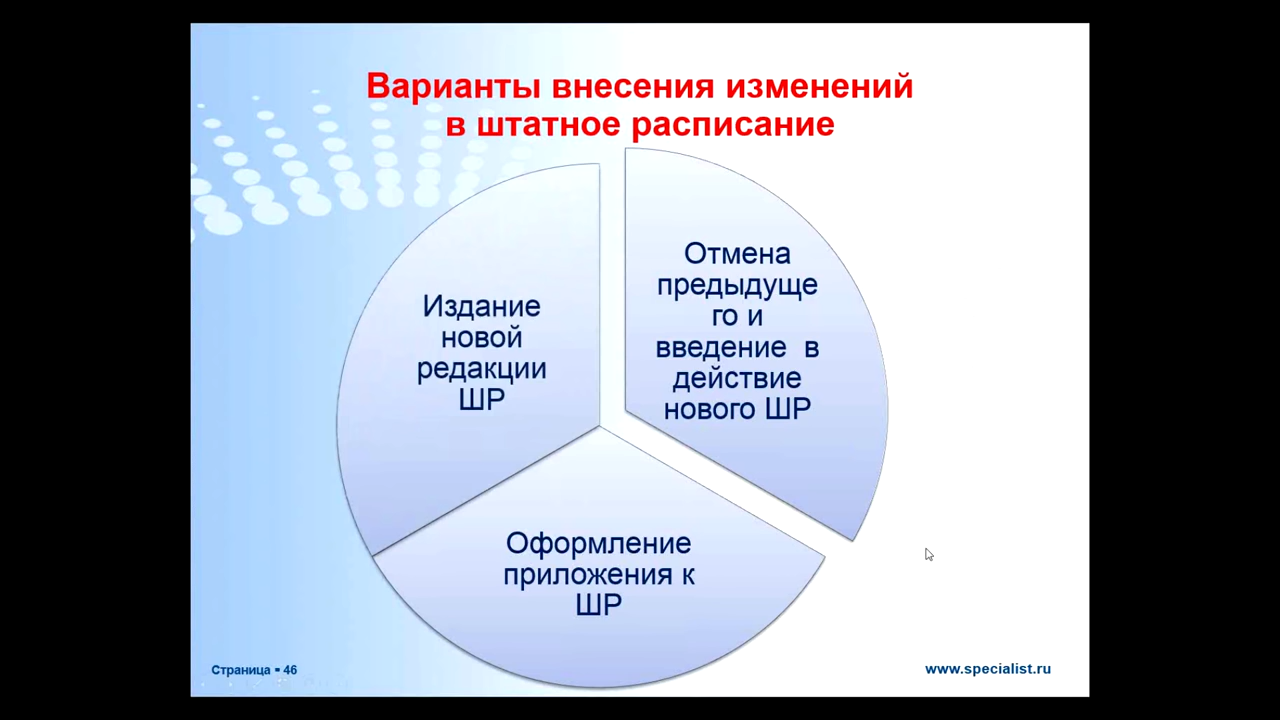 Варианты внесения изменений
в штатное расписание
Отмена
предыдуще
го и
введение в
действие
нового ШР
Издание
новой
редакции
ШР
Оформление
приложения к
ШР
Страница ▪ 46
www.specialist.ru